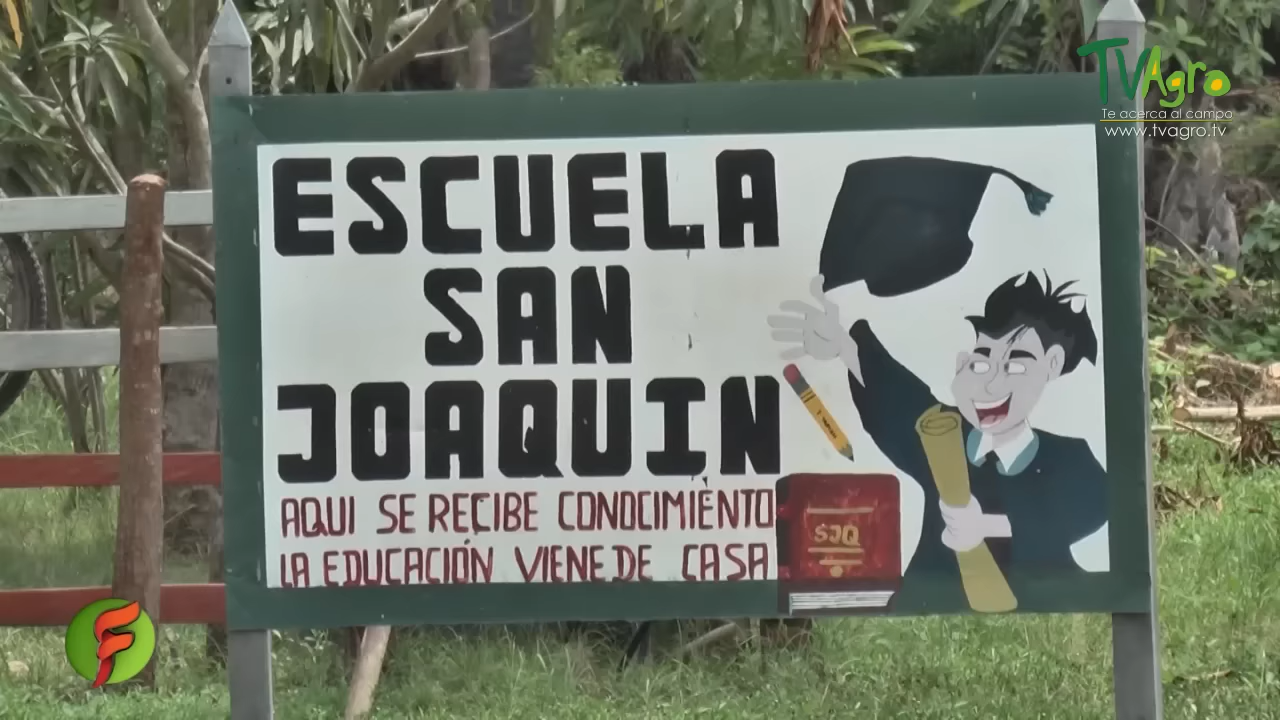 ESCUELA
SAN
JOAQUIN
AQUI SE RECIBE CONOCIMIENTO
LA EDUCACIÓN VIENE DE CASA
SJQ
TVAgro
Te acerca al campo
www.tvagro.tv
F